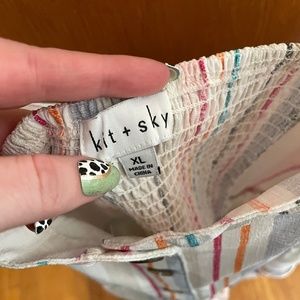 kit + sky
XL
MADE IN
CHINA